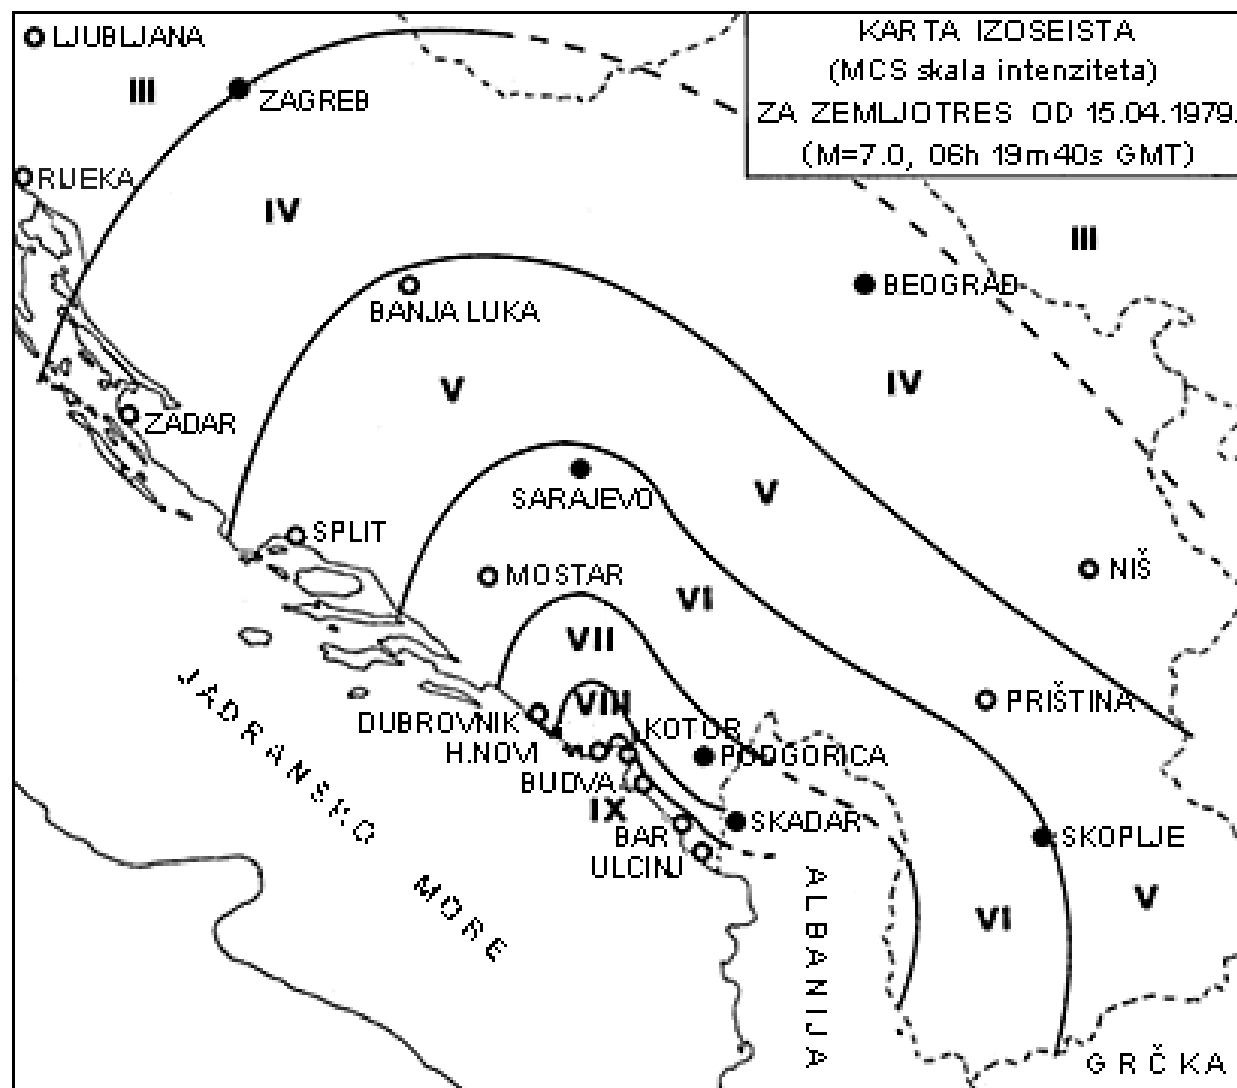 KARTA IZOSEISTA
(MCS skala intenziteta)
ZA ZEMLJOTRES OD 15.04.1979.
(M=7.0, 06h 19m40s GMT)
LJUBLJANA
III
ZAGREB
RIJEKA
IV
III
BEOGRAD
BANJA LUKA
IV
V
ZADAR
SARAJEVO
V
SPLIT
MOSTAR
NIŠ
VI
VII
JADRANSKO MORE
VIII
PRIŠTINA
DUBROVNIK
KOTOR
H.NOVI
PODGORICA
BUDVA
IX
SKADAR
BAR
SKOPLJE
ULCINJ
ALBANIJA
V
VI
GRČKA